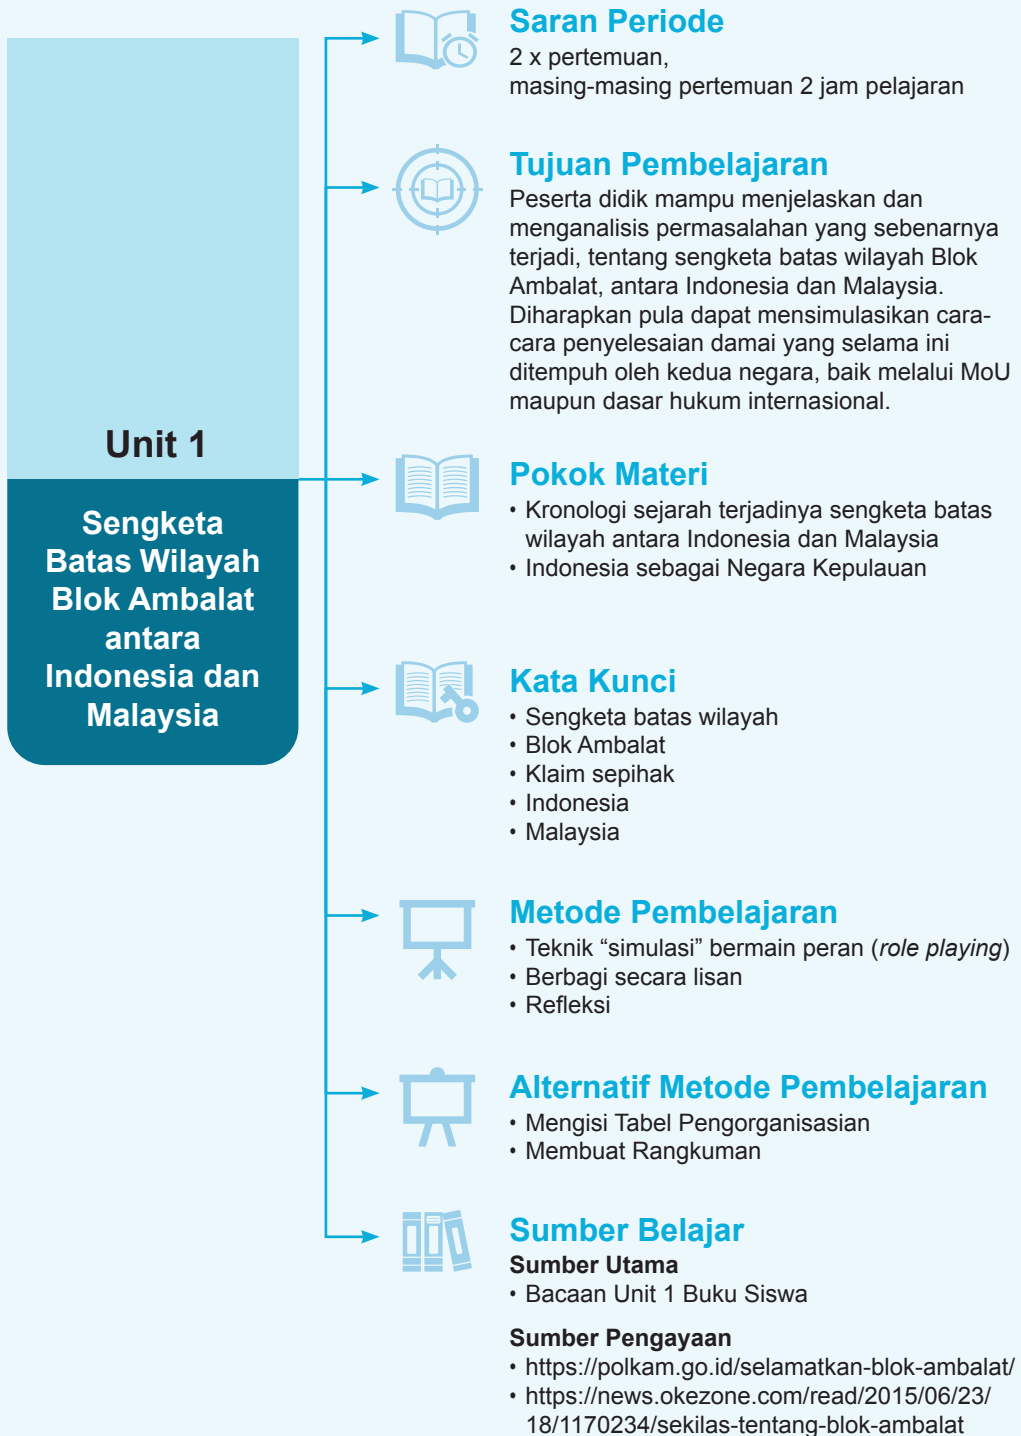 Unit 1
Sengketa
Batas Wilayah
Blok Ambalat
antara
Indonesia dan
Malaysia
Saran Periode
2 x pertemuan,
masing-masing pertemuan 2 jam pelajaran
Tujuan Pembelajaran
Peserta didik mampu menjelaskan dan
menganalisis permasalahan yang sebenarnya
terjadi, tentang sengketa batas wilayah Blok
Ambalat, antara Indonesia dan Malaysia.
Diharapkan pula dapat mensimulasikan cara-
cara penyelesaian damai yang selama ini
ditempuh oleh kedua negara, baik melalui MoU
maupun dasar hukum internasional.
Pokok Materi
• Kronologi sejarah terjadinya sengketa batas
wilayah antara Indonesia dan Malaysia
• Indonesia sebagai Negara Kepulauan
Kata Kunci
• Sengketa batas wilayah
• Blok Ambalat
• Klaim sepihak
• Indonesia
• Malaysia
Metode Pembelajaran
• Teknik “simulasi” bermain peran (role playing)
• Berbagi secara lisan
• Refleksi
Alternatif Metode Pembelajaran
• Mengisi Tabel Pengorganisasian
• Membuat Rangkuman
Sumber Belajar
Sumber Utama
• Bacaan Unit 1 Buku Siswa
Sumber Pengayaan
• https://polkam.go.id/selamatkan-blok-ambalat/
• https://news.okezone.com/read/2015/06/23/
18/1170234/sekilas-tentang-blok-ambalat